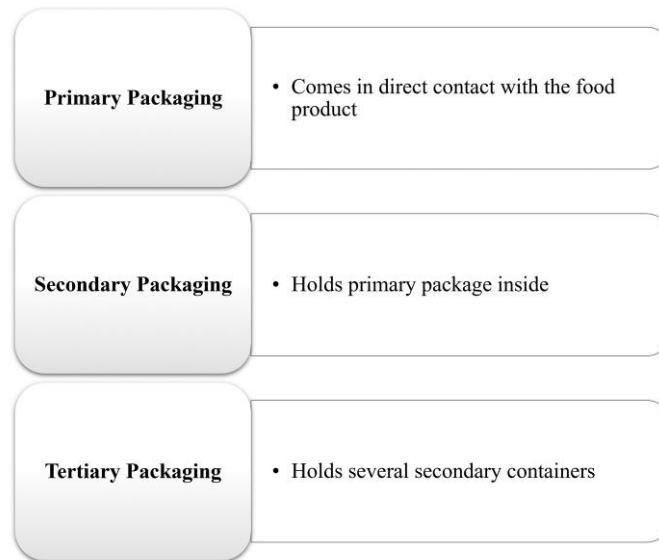 Primary Packaging
• Comes in direct contact with the food
product
Secondary Packaging
• Holds primary package inside
Tertiary Packaging
• Holds several secondary containers